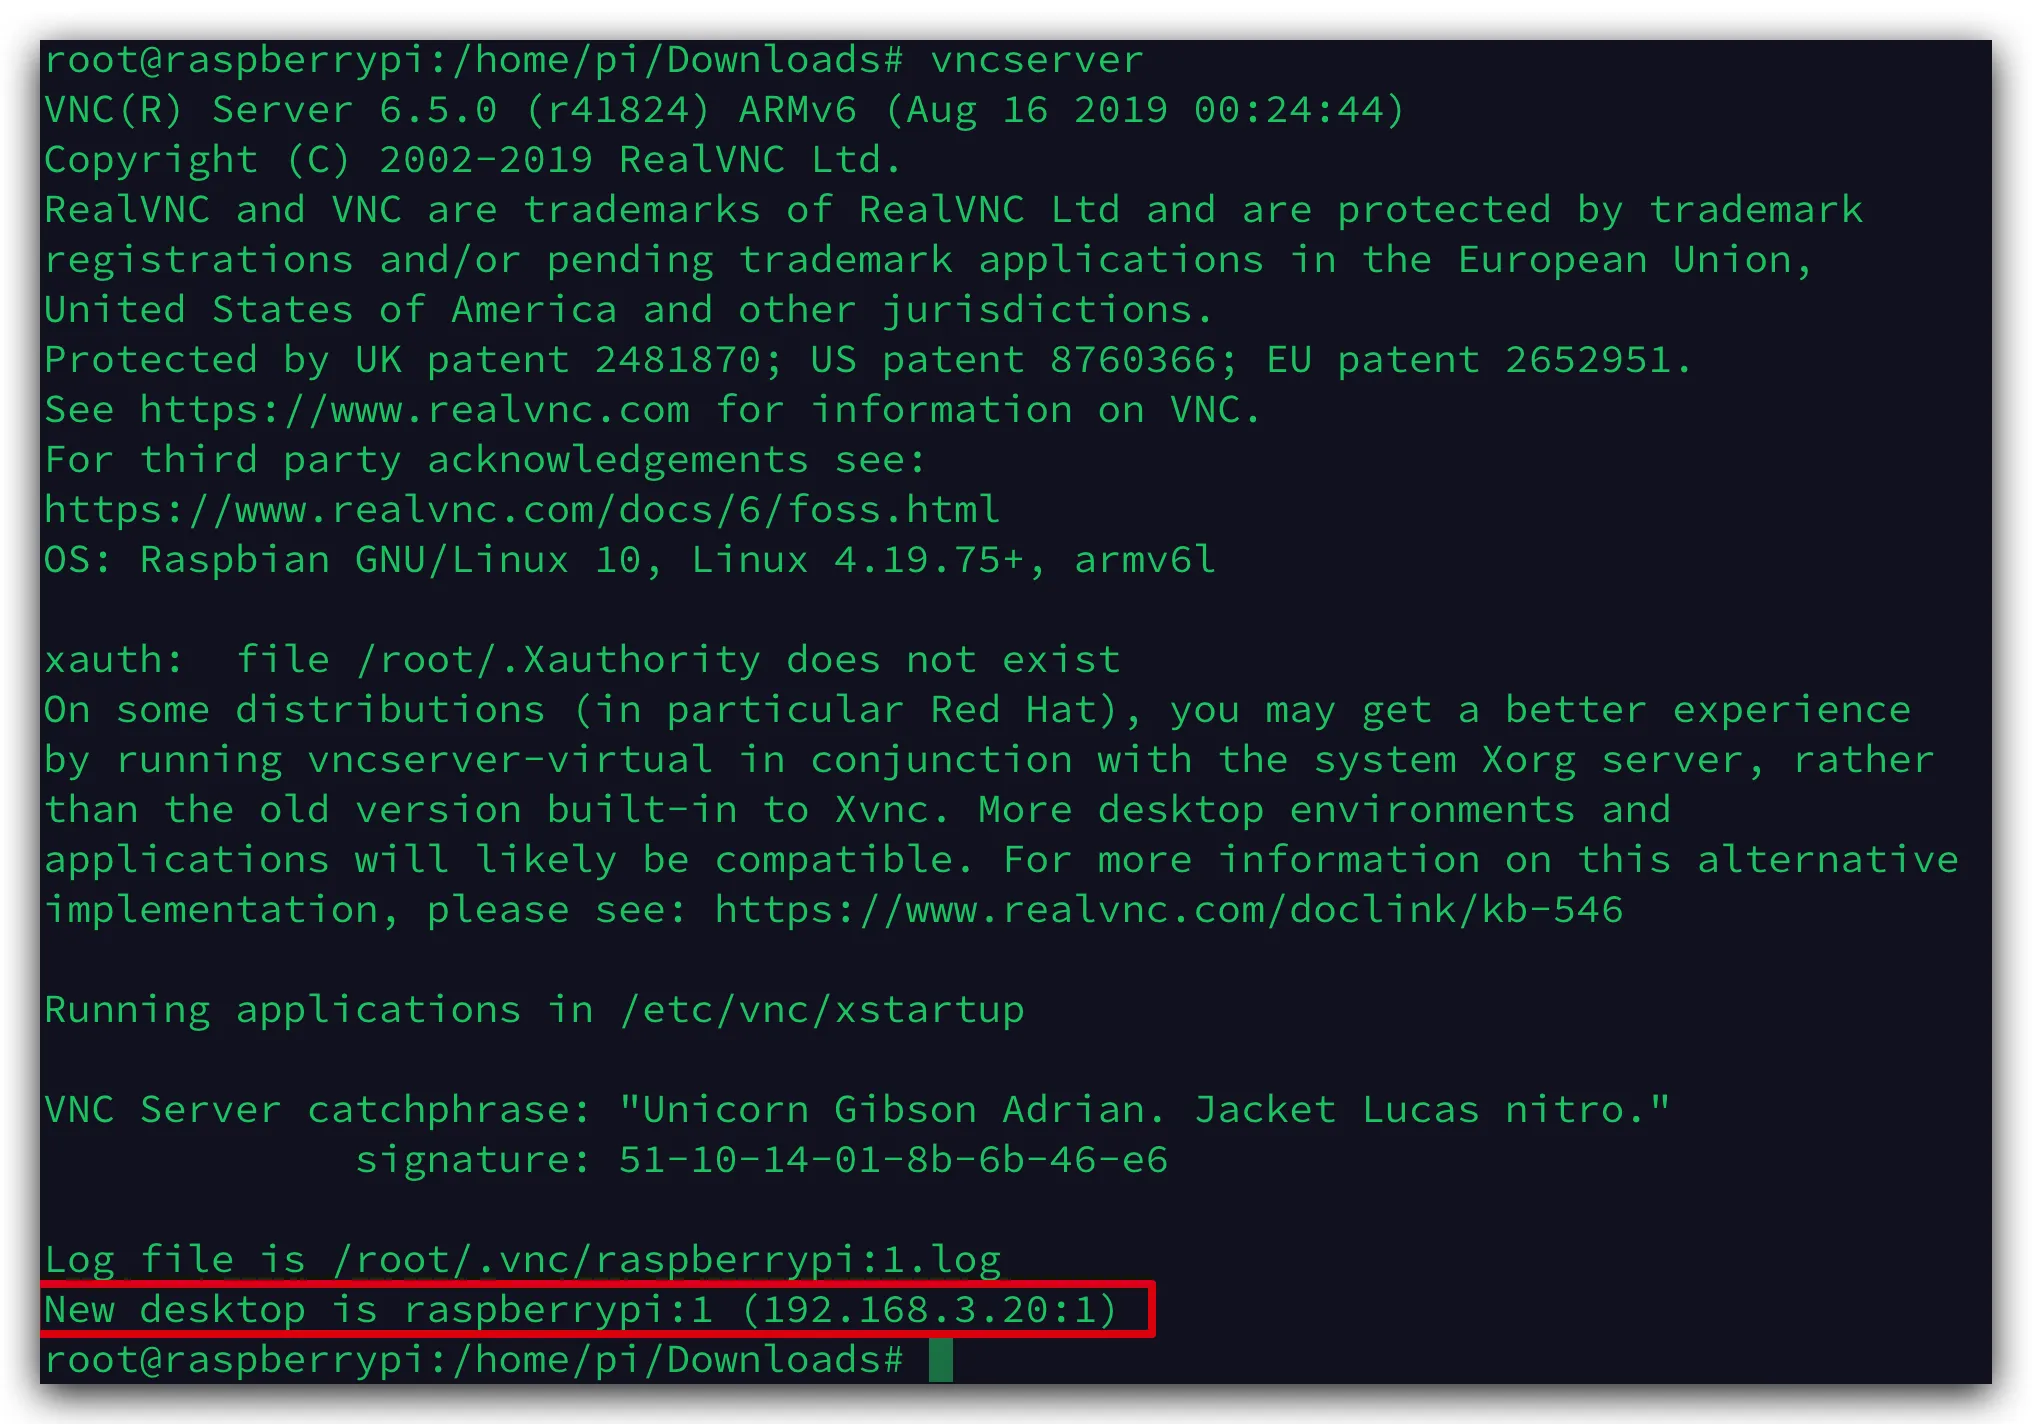 root@raspberrypi:/home/pi/Downloads# vncserver
VNC(R) Server 6.5.0 (r41824) ARMv6 (Aug 16 2019 00:24:44)
Copyright (C) 2002-2019 RealVNC Ltd.
RealVNC and VNC are trademarks of RealVNC Ltd and are protected by trademark
registrations and/or pending trademark applications in the European Union,
United States of America and other jurisdictions.
Protected by UK patent 2481870; US patent 8760366; EU patent 2652951.
See https://www.realvnc.com for information on VNC.
For third party acknowledgements see:
https://www.realvnc.com/docs/6/foss.html
OS: Raspbian GNU/Linux 10, Linux 4.19.75+, armv6l
xauth:  file /root/.Xauthority does not exist
On some distributions (in particular Red Hat), you may get a better experience
by running vncserver-virtual in conjunction with the system Xorg server, rather
than the old version built-in to Xvnc. More desktop environments and
applications will likely be compatible. For more information on this alternative
implementation, please see: https://www.realvnc.com/doclink/kb-546
Running applications in /etc/vnc/xstartup
VNC Server catchphrase: "Unicorn Gibson Adrian. Jacket Lucas nitro."
             signature: 51-10-14-01-8b-6b-46-e6
Log file is /root/.vnc/raspberrypi:1.log
New desktop is raspberrypi:1 (192.168.3.20:1)
root@raspberrypi:/home/pi/Downloads#